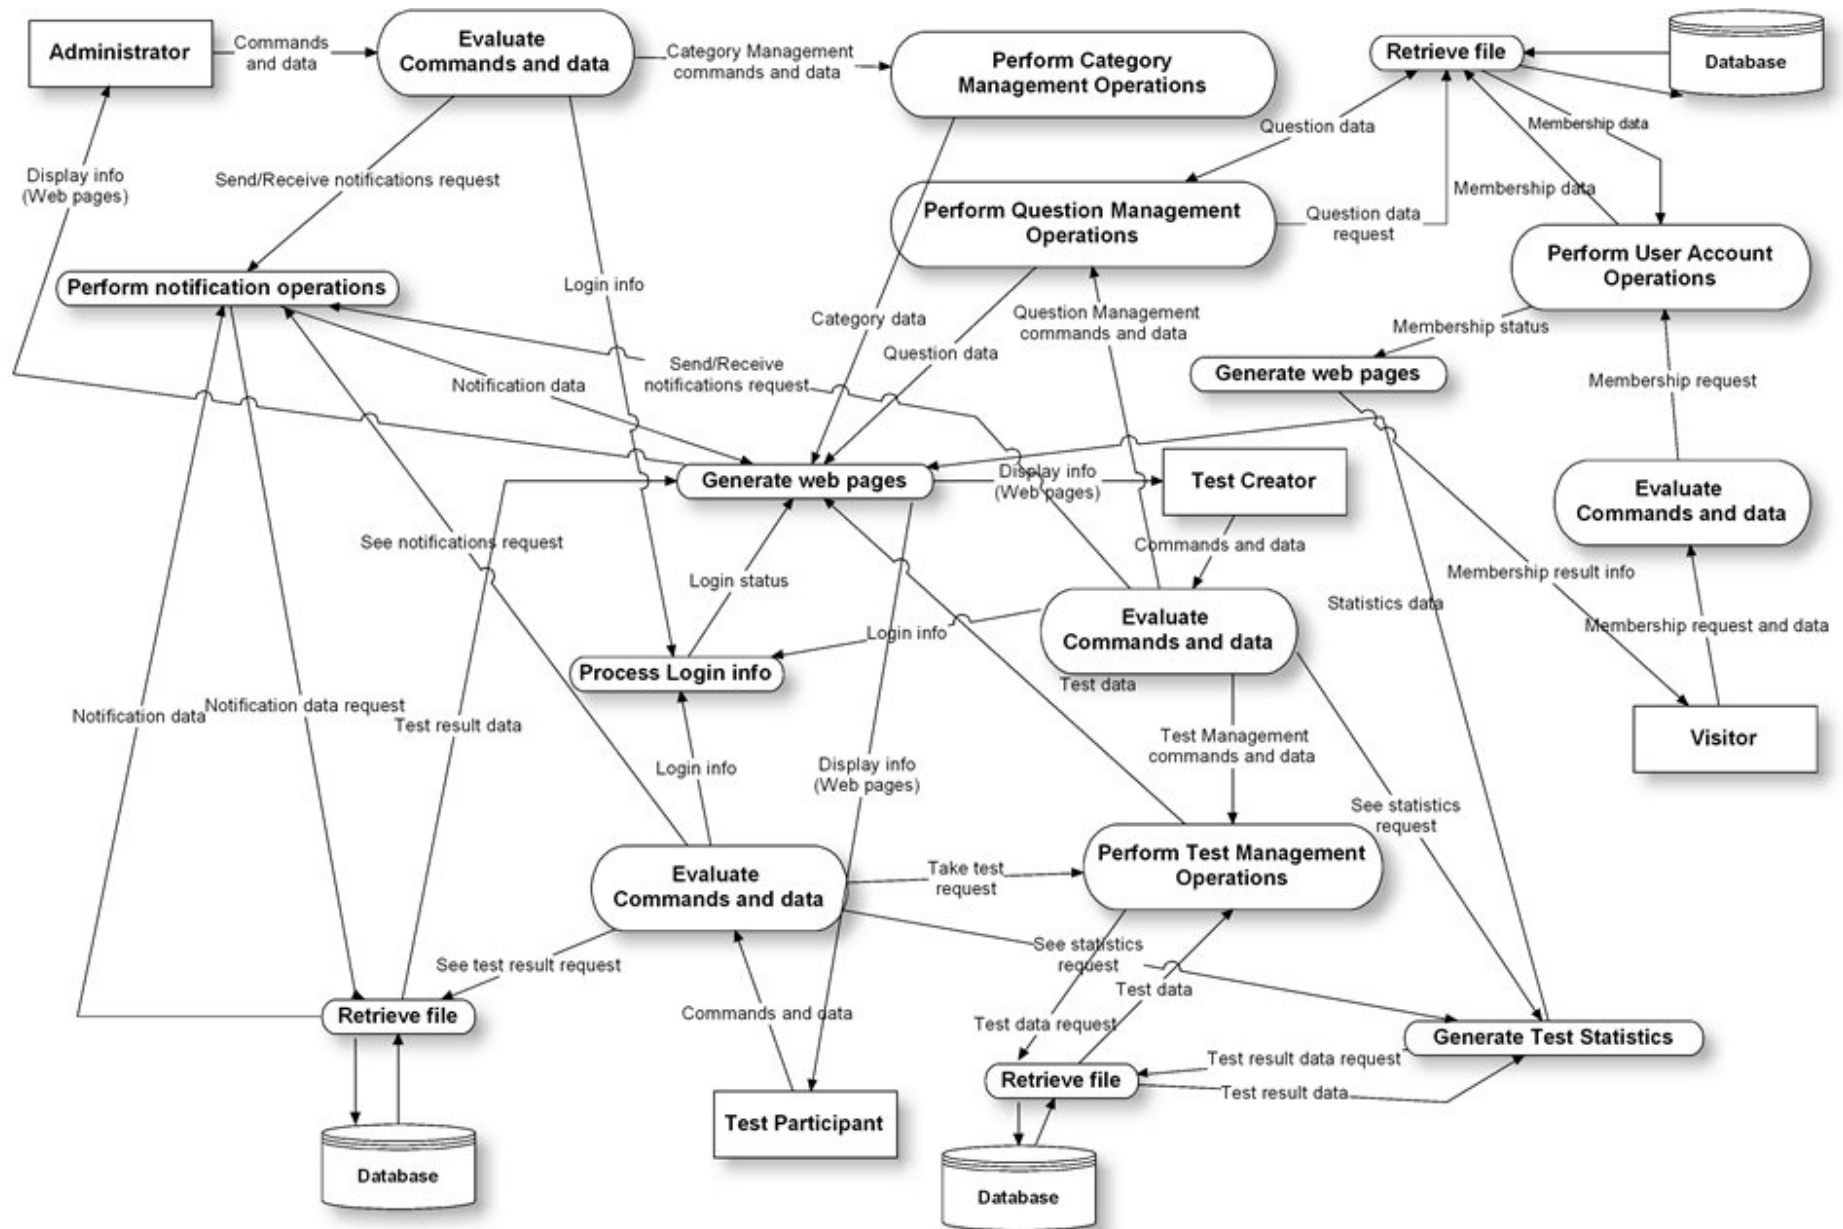 Administrator
Commands
and data
Evaluate
Commands and data
Category Management
commands and data
Perform Category
Management Operations
Retrieve file
Database
Question data
Membership data
Display info
(Web pages)
Send/Receive notifications request
Membership data
Perform Question Management
Operations
Question data
request
Perform User Account
Operations
Perform notification operations
Login info
Category data
Question Management
commands and data
Membership status
Question data
Send/Receive
notifications request
Notification data
Generate web pages
Membership request
Generate web pages
Display info
(Web pages)
Test Creator
Evaluate
Commands and data
See notifications request
Commands and data
Login status
Membership result info
Statistics data
Evaluate
Commands and data
Login info
Membership request and data
Process Login info
Test data
Notification data
Notification data request
Test result data
Test Management
commands and data
Visitor
Login info
Display info
(Web pages)
See statistics
request
Evaluate
Commands and data
Take test
request
Perform Test Management
Operations
See test result request
See statistics
request
Test data
Retrieve file
Commands and data
Test data request
Generate Test Statistics
Test result data request
Retrieve file
Test result data
Test Participant
Database
Database